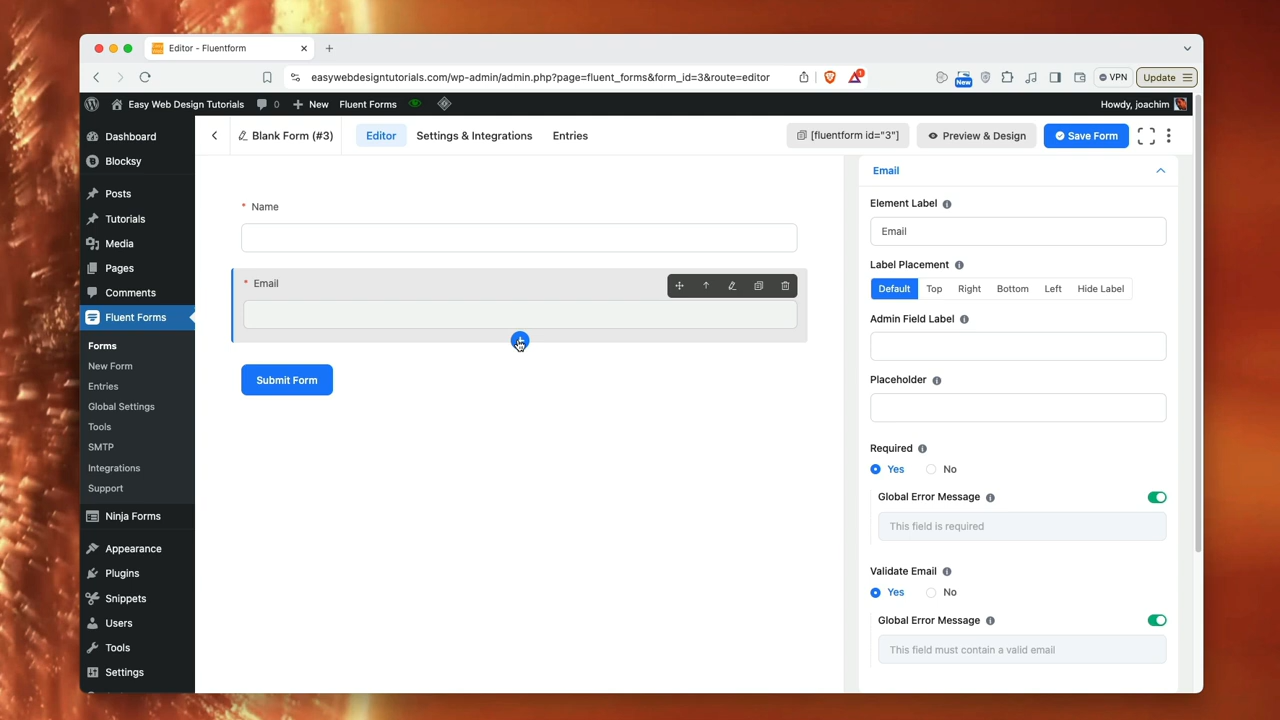 Editor - Fluentform
easywebdesigntutorials.com/wp-admin/admin.php?page=fluent_forms&form_id=3&route=editor
1
New
VPN
Update
Easy Web Design Tutorials
0
New
Fluent Forms
Howdy, joachim
Dashboard
Blocksy
Posts
Tutorials
Media
Pages
Comments
Fluent Forms
Forms
New Form
Entries
Global Settings
Tools
SMTP
Integrations
Support
Ninja Forms
Appearance
Plugins
Snippets
Users
Tools
Settings
Blank Form (#3)
Editor
Settings & Integrations
Entries
[fluentform id="3"]
Preview & Design
Save Form
* Name
* Email
Submit Form
Email
Element Label
Email
Label Placement
Default Top Right Bottom Left Hide Label
Admin Field Label
Placeholder
Required
Yes No
Global Error Message
This field is required
Validate Email
Yes No
Global Error Message
This field must contain a valid email